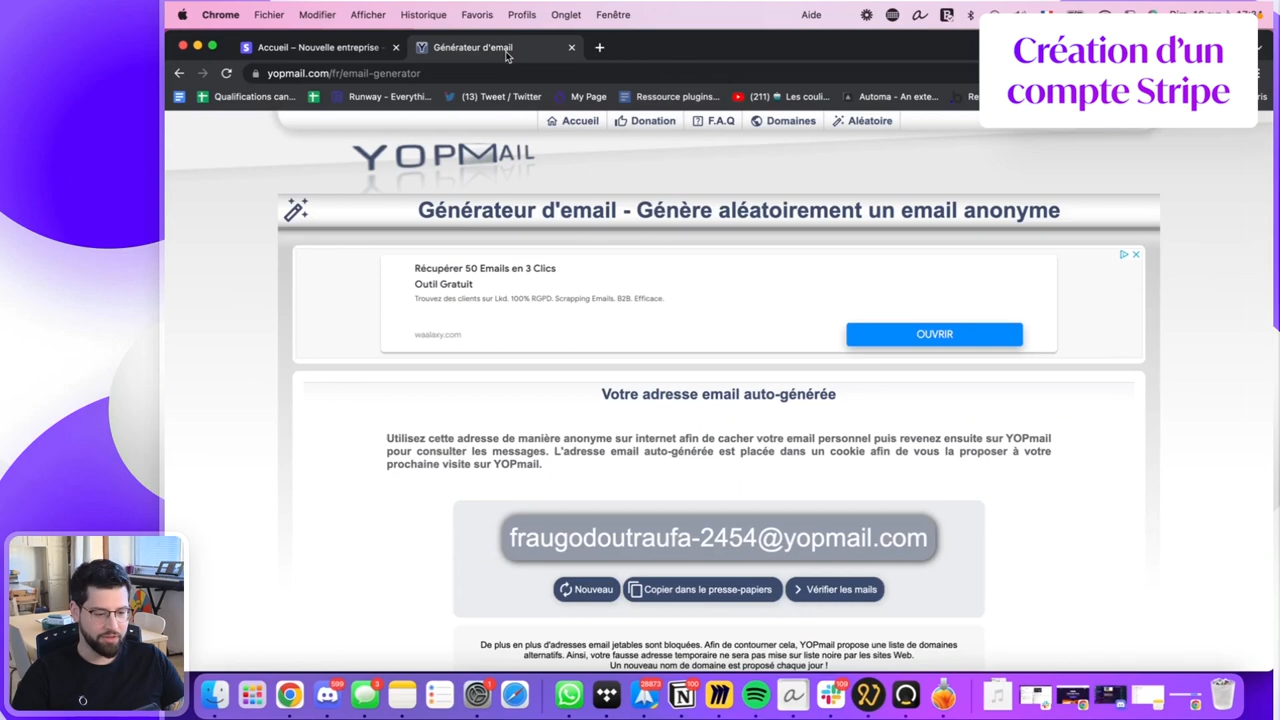 Chrome Fichier Modifier Afficher Historique Favoris Profils Onglet Fenêtre Aide
Création d'un
compte Stripe
Accueil – Nouvelle entreprise -
Générateur d'email
yopmail.com/fr/email-generator
Qualifications can...
Runway - Everythi...
(13) Tweet / Twitter
My Page
Ressource plugins...
(211) Les couli...
Automa - An exte...
Accueil Donation F.A.Q Domaines Aléatoire
YOPMAIL
Générateur d'email - Génère aléatoirement un email anonyme
Récupérer 50 Emails en 3 Clics
Outil Gratuit
Trouvez des clients sur Lkd. 100% RGPD. Scrapping Emails. B2B. Efficace.
waalaxy.com
OUVRIR
Votre adresse email auto-générée
Utilisez cette adresse de manière anonyme sur internet afin de cacher votre email personnel puis revenez ensuite sur YOPmail
pour consulter les messages. L'adresse email auto-générée est placée dans un cookie afin de vous la proposer à votre
prochaine visite sur YOPmail.
fraugodoutraufa-2454@yopmail.com
Nouveau
Copier dans le presse-papiers
Vérifier les mails
De plus en plus d'adresses email jetables sont bloquées. Afin de contourner cela, YOPmail propose une liste de domaines
alternatifs. Ainsi, votre fausse adresse temporaire ne sera pas mise sur liste noire par les sites Web.
Un nouveau nom de domaine est proposé chaque jour !
599
3
1
28673
100
109